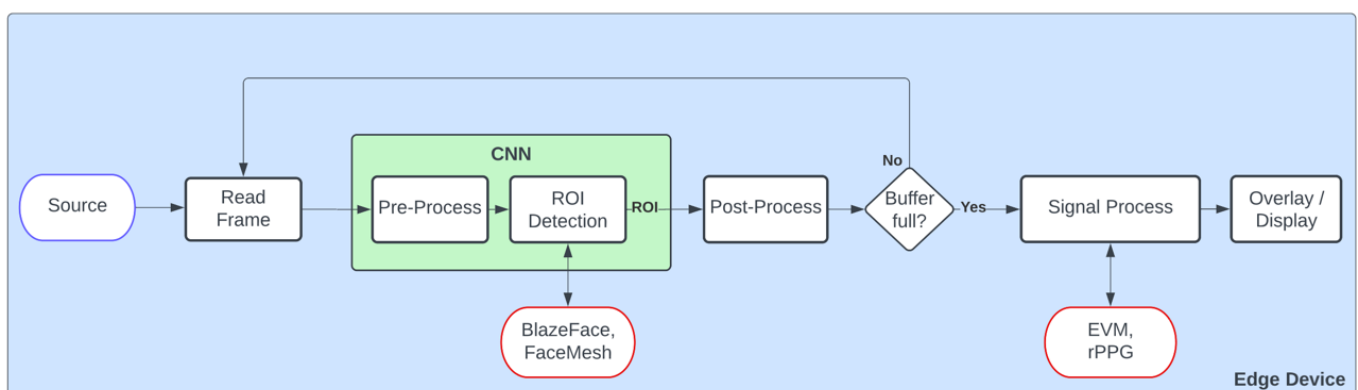 CNN
Source
Read
Frame
Pre-Process
ROI
Detection
ROI
Post-Process
No
Buffer
full?
Yes
Signal Process
Overlay /
Display
BlazeFace,
FaceMesh
EVM,
rPPG
Edge Device